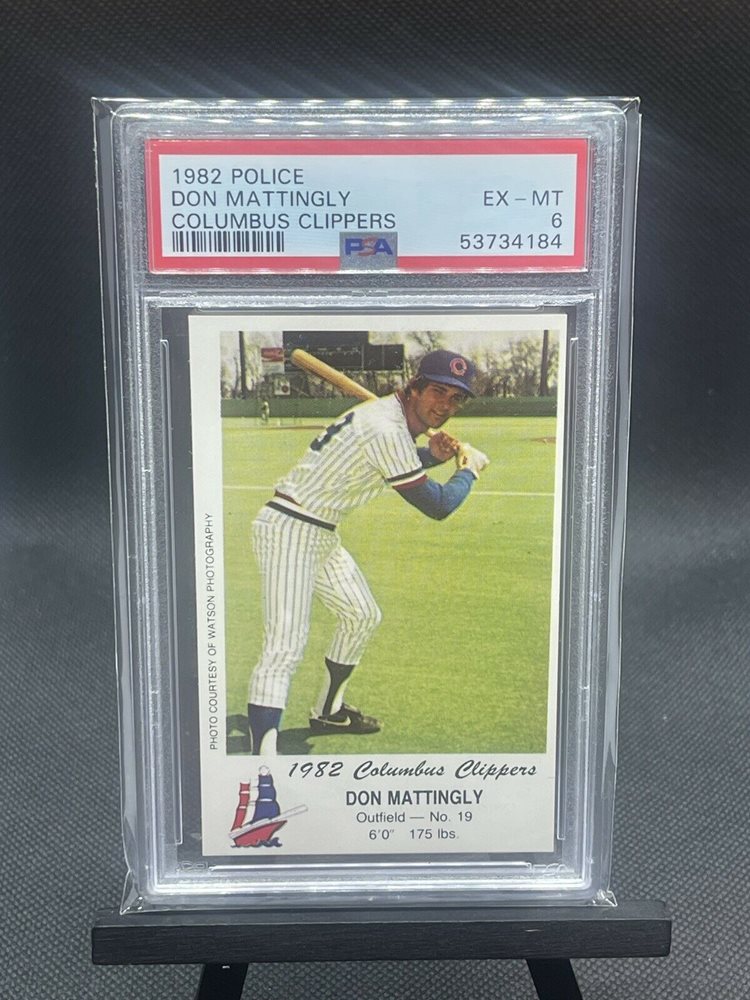 1982 POLICE
DON MATTINGLY EX - MT
COLUMBUS CLIPPERS 6
PSA 53734184
PHOTO COURTESY OF WATSON PHOTOGRAPHY
C
1982 Columbus Clippers
DON MATTINGLY
Outfield — No. 19
6'0" 175 lbs.